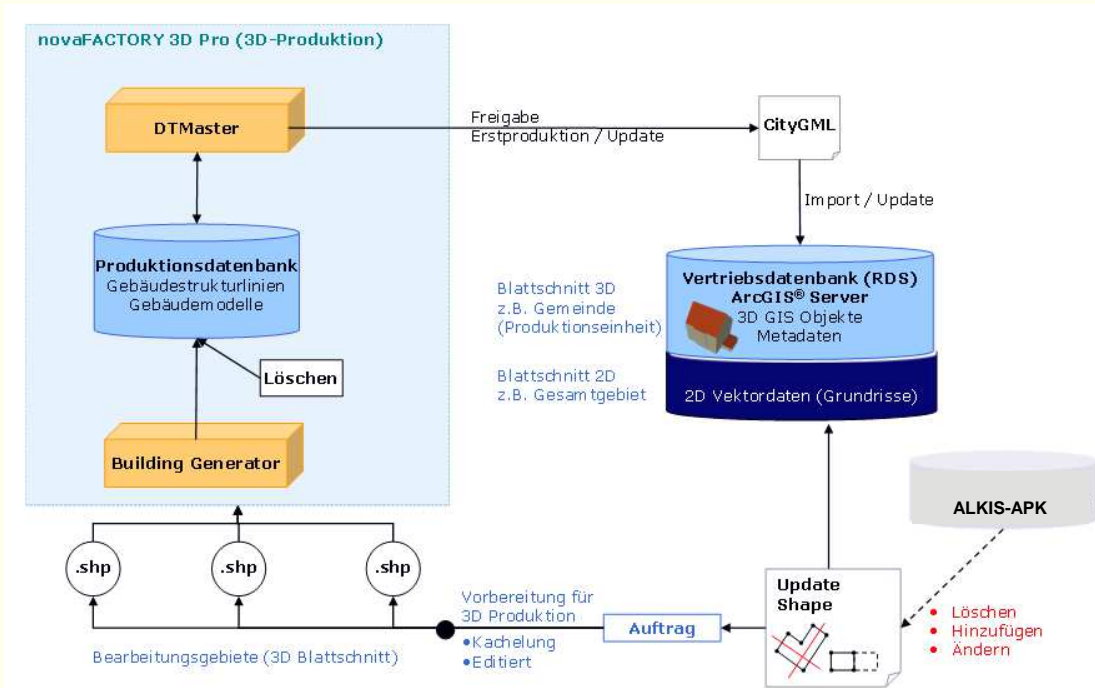 novaFACTORY 3D Pro (3D-Produktion)
DTMaster
Freigabe
Erstproduktion / Update
CityGML
Import / Update
Produktionsdatenbank
Gebäudestrukturlinien
Gebäudemodelle
Löschen
Building Generator
Blattschnitt 3D
z.B. Gemeinde
(Produktionseinheit)
Blattschnitt 2D
z.B. Gesamtgebiet
Vertriebsdatenbank (RDS)
ArcGIS® Server
3D GIS Objekte
Metadaten
2D Vektordaten (Grundrisse)
ALKIS-APK
.shp
.shp
.shp
Vorbereitung für
3D Produktion
•Kachelung
•Editiert
Auftrag
Update
Shape
• Löschen
• Hinzufügen
• Ändern
Bearbeitungsgebiete (3D Blattschnitt)